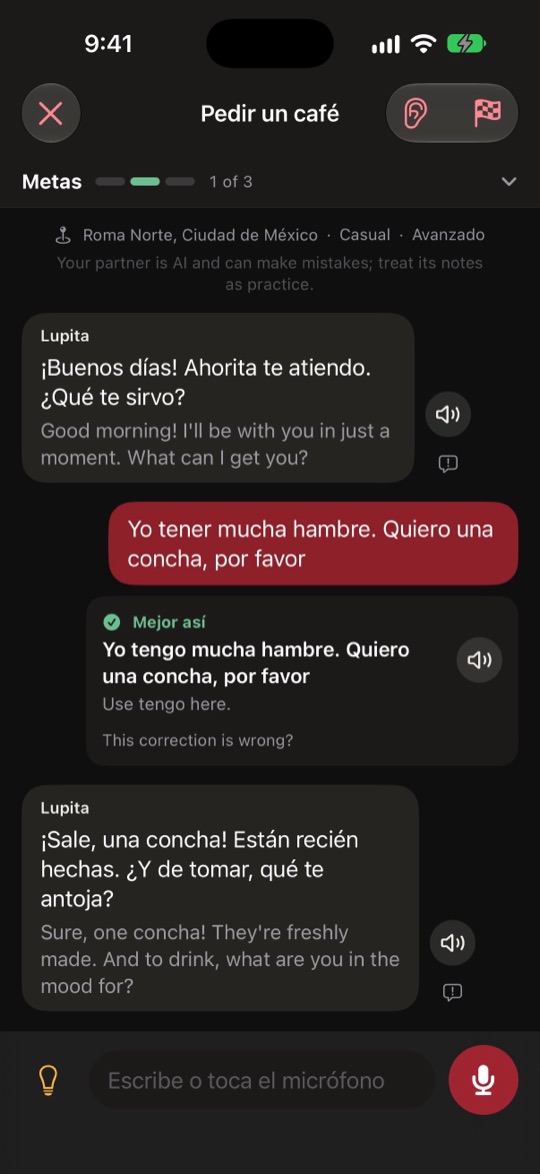 9:41
Pedir un café
Metas 1 of 3
Roma Norte, Ciudad de México · Casual · Avanzado
Your partner is AI and can make mistakes; treat its notes
as practice.
Lupita
¡Buenos días! Ahorita te atiendo.
¿Qué te sirvo?
Good morning! I'll be with you in just a
moment. What can I get you?
Yo tener mucha hambre. Quiero una
concha, por favor
Mejor así
Yo tengo mucha hambre. Quiero
una concha, por favor
Use tengo here.
This correction is wrong?
Lupita
¡Sale, una concha! Están recién
hechas. ¿Y de tomar, qué te
antoja?
Sure, one concha! They're freshly
made. And to drink, what are you in the
mood for?
Escribe o toca el micrófono